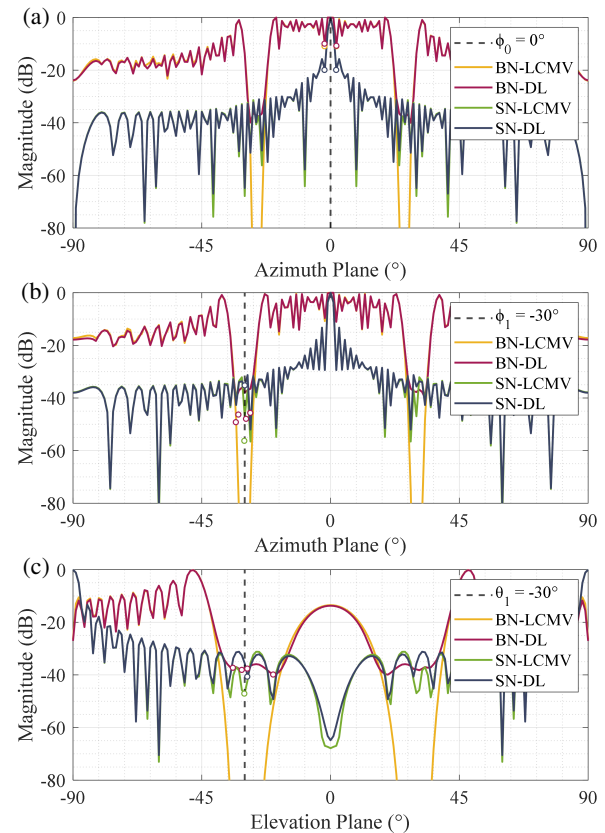 (a)
0
-20
-40
-60
-80
Magnitude (dB)
ϕ0 = 0°
BN-LCMV
BN-DL
SN-LCMV
SN-DL
-90 -45 0 45 90
Azimuth Plane (°)
(b)
0
-20
-40
-60
-80
Magnitude (dB)
ϕ1 = -30°
BN-LCMV
BN-DL
SN-LCMV
SN-DL
-90 -45 0 45 90
Azimuth Plane (°)
(c)
0
-20
-40
-60
-80
Magnitude (dB)
θ1 = -30°
BN-LCMV
BN-DL
SN-LCMV
SN-DL
-90 -45 0 45 90
Elevation Plane (°)